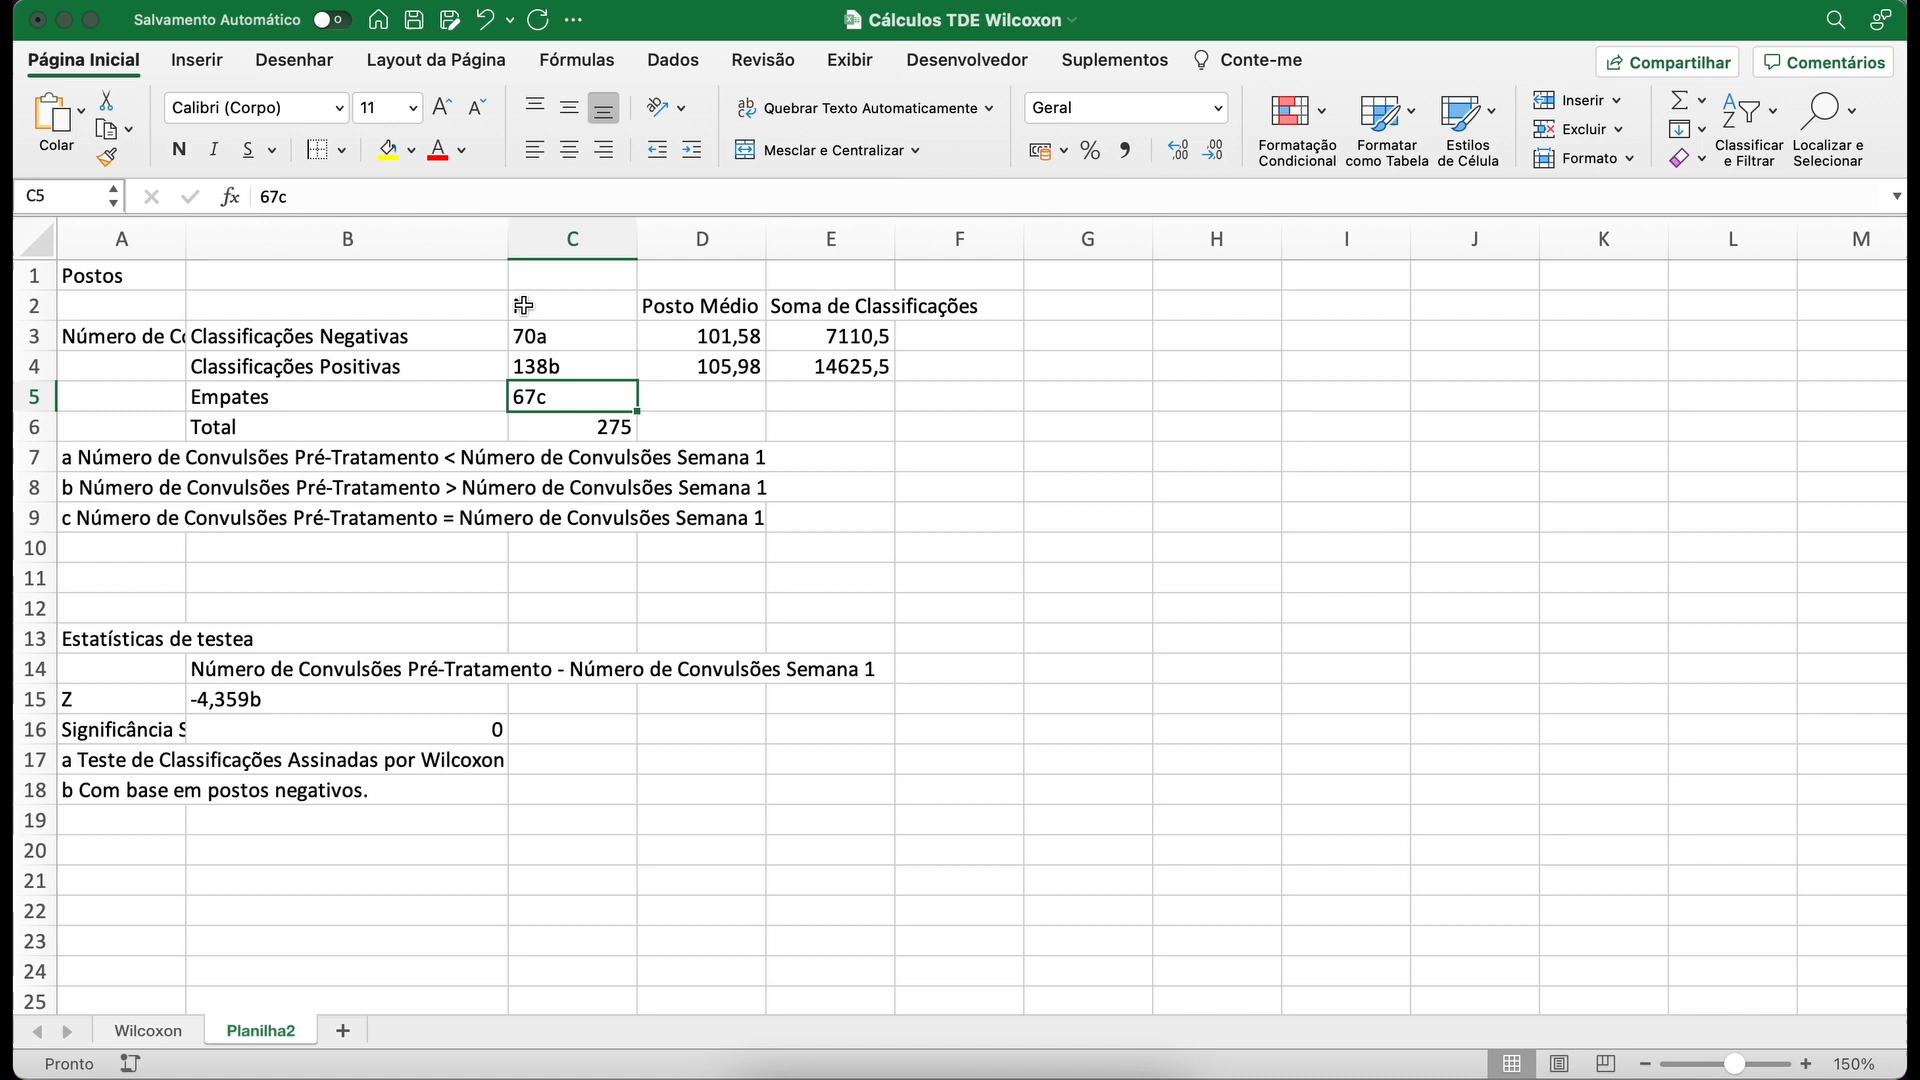 Salvamento Automático
Cálculos TDE Wilcoxon
Página Inicial Inserir Desenhar Layout da Página Fórmulas Dados Revisão Exibir Desenvolvedor Suplementos Conte-me Compartilhar Comentários
Colar
Calibri (Corpo) 11
N I S
Quebrar Texto Automaticamente
Mesclar e Centralizar
Geral
Formatação Condicional
Formatar como Tabela
Estilos de Célula
Inserir
Excluir
Formato
Classificar e Filtrar
Localizar e Selecionar
C5 fx 67c
A B C D E F G H I J K L M
1 Postos
2 Posto Médio Soma de Classificações
3 Número de Co Classificações Negativas 70a 101,58 7110,5
4 Classificações Positivas 138b 105,98 14625,5
5 Empates 67c
6 Total 275
7 a Número de Convulsões Pré-Tratamento < Número de Convulsões Semana 1
8 b Número de Convulsões Pré-Tratamento > Número de Convulsões Semana 1
9 c Número de Convulsões Pré-Tratamento = Número de Convulsões Semana 1
10
11
12
13 Estatísticas de testea
14 Número de Convulsões Pré-Tratamento - Número de Convulsões Semana 1
15 Z -4,359b
16 Significância S 0
17 a Teste de Classificações Assinadas por Wilcoxon
18 b Com base em postos negativos.
19
20
21
22
23
24
25
Wilcoxon Planilha2 +
Pronto
150%